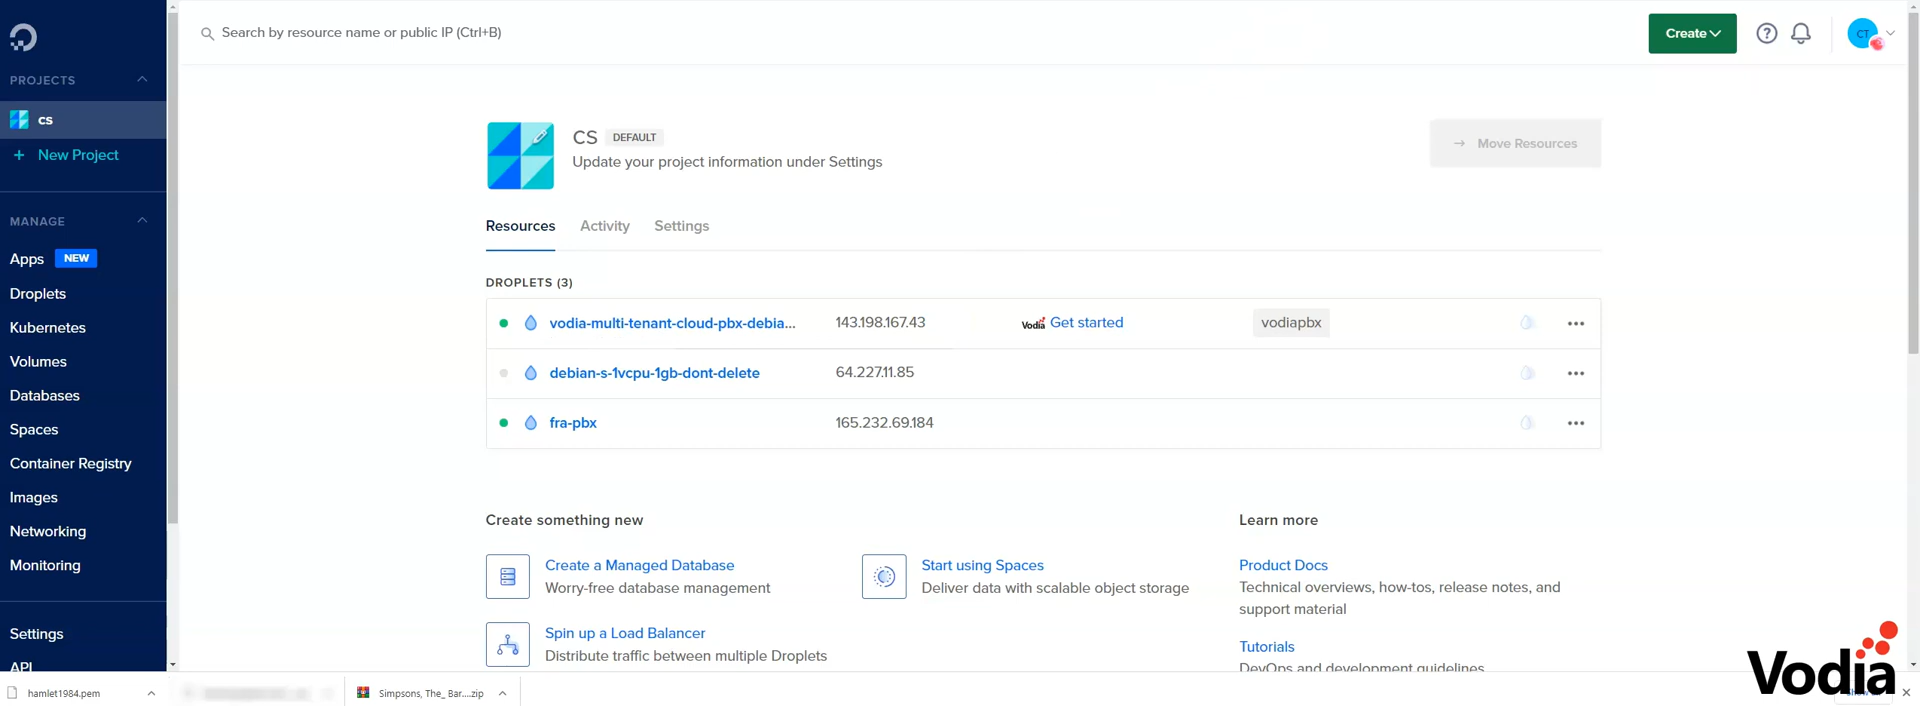 Search by resource name or public IP (Ctrl+B)
Create
CT
PROJECTS
cs
+ New Project
MANAGE
Apps NEW
Droplets
Kubernetes
Volumes
Databases
Spaces
Container Registry
Images
Networking
Monitoring
Settings
API
CS DEFAULT
Update your project information under Settings
→ Move Resources
Resources Activity Settings
DROPLETS (3)
vodia-multi-tenant-cloud-pbx-debia... 143.198.167.43 Vodia Get started vodiapbx
debian-s-1vcpu-1gb-dont-delete 64.227.11.85
fra-pbx 165.232.69.184
Create something new
Create a Managed Database
Worry-free database management
Start using Spaces
Deliver data with scalable object storage
Spin up a Load Balancer
Distribute traffic between multiple Droplets
Learn more
Product Docs
Technical overviews, how-tos, release notes, and
support material
Tutorials
DevOps and development guidelines
Vodia
hamlet1984.pem
Simpsons, The_ Bar....zip